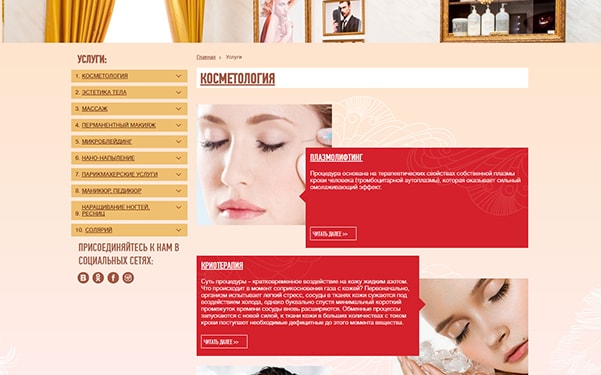 УСЛУГИ:
1. КОСМЕТОЛОГИЯ
2. ЭСТЕТИКА ТЕЛА
3. МАССАЖ
4. ПЕРМАНЕНТНЫЙ МАКИЯЖ
5. МИКРОБЛЕЙДИНГ
6. НАНО-НАПЫЛЕНИЕ
7. ПАРИКМАХЕРСКИЕ УСЛУГИ
8. МАНИКЮР, ПЕДИКЮР
9. НАРАЩИВАНИЕ НОГТЕЙ,
РЕСНИЦ
10. СОЛЯРИЙ
ПРИСОЕДИНЯЙТЕСЬ К НАМ В
СОЦИАЛЬНЫХ СЕТЯХ:
Главная › Услуги
КОСМЕТОЛОГИЯ
ПЛАЗМОЛИФТИНГ
Процедура основана на терапевтических свойствах собственной плазмы
крови человека (тромбоцитарной аутоплазмы), которая оказывает сильный
омолаживающий эффект.
ЧИТАТЬ ДАЛЕЕ >>
КРИОТЕРАПИЯ
Суть процедуры – кратковременное воздействие на кожу жидким азотом.
Что происходит в момент соприкосновения газа с кожей? Первоначально,
организм испытывает легкий стресс, сосуды в тканях кожи сужаются под
воздействием холода, однако буквально спустя минимальный короткий
промежуток времени сосуды вновь расширяются. Обменные процессы
запускаются с новой силой, к ткани кожи в больших количествах с током
крови поступают необходимые дефицитные до этого момента вещества.
ЧИТАТЬ ДАЛЕЕ >>